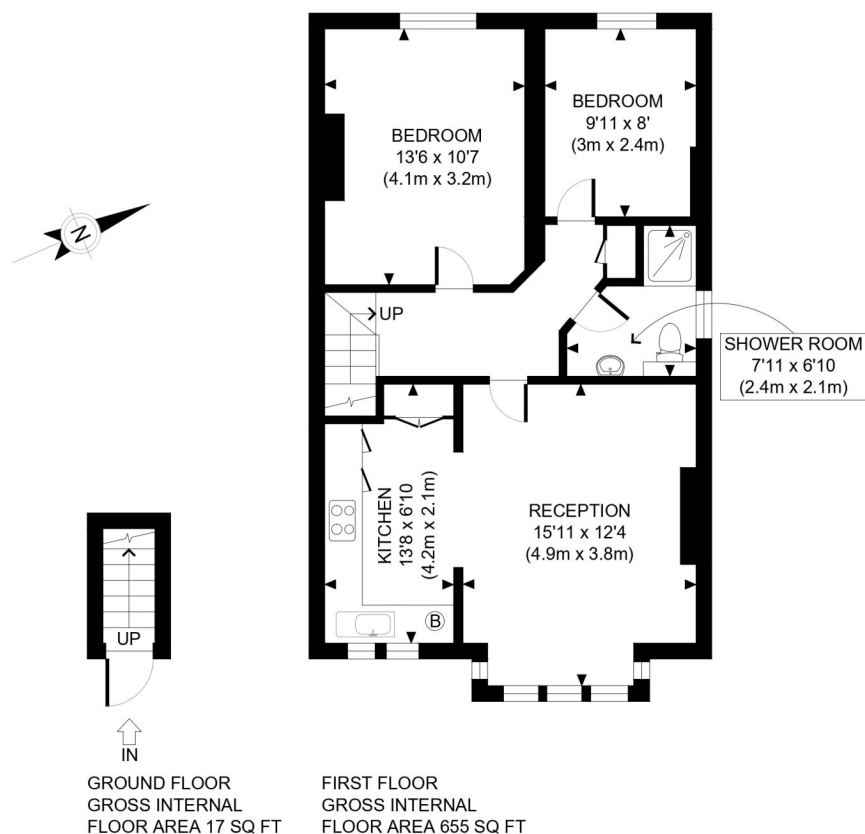 BEDROOM
13'6 x 10'7
(4.1m x 3.2m)
BEDROOM
9'11 x 8'
(3m x 2.4m)
N
UP
SHOWER ROOM
7'11 x 6'10
(2.4m x 2.1m)
KITCHEN
13'8 x 6'10
(4.2m x 2.1m)
RECEPTION
15'11 x 12'4
(4.9m x 3.8m)
B
UP
IN
GROUND FLOOR
GROSS INTERNAL
FLOOR AREA 17 SQ FT
FIRST FLOOR
GROSS INTERNAL
FLOOR AREA 655 SQ FT